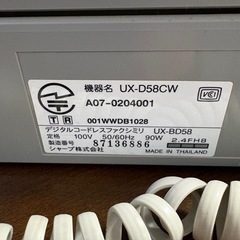 機器名 UX-D58CW
A07-0204001
VCI
T R 001WWDB1028
デジタルコードレスファクシミリ UX-BD58
定格 100V 50/60Hz 90W 2.4FH8
製造番号 87136886
シャープ株式会社 MADE IN THAILAND